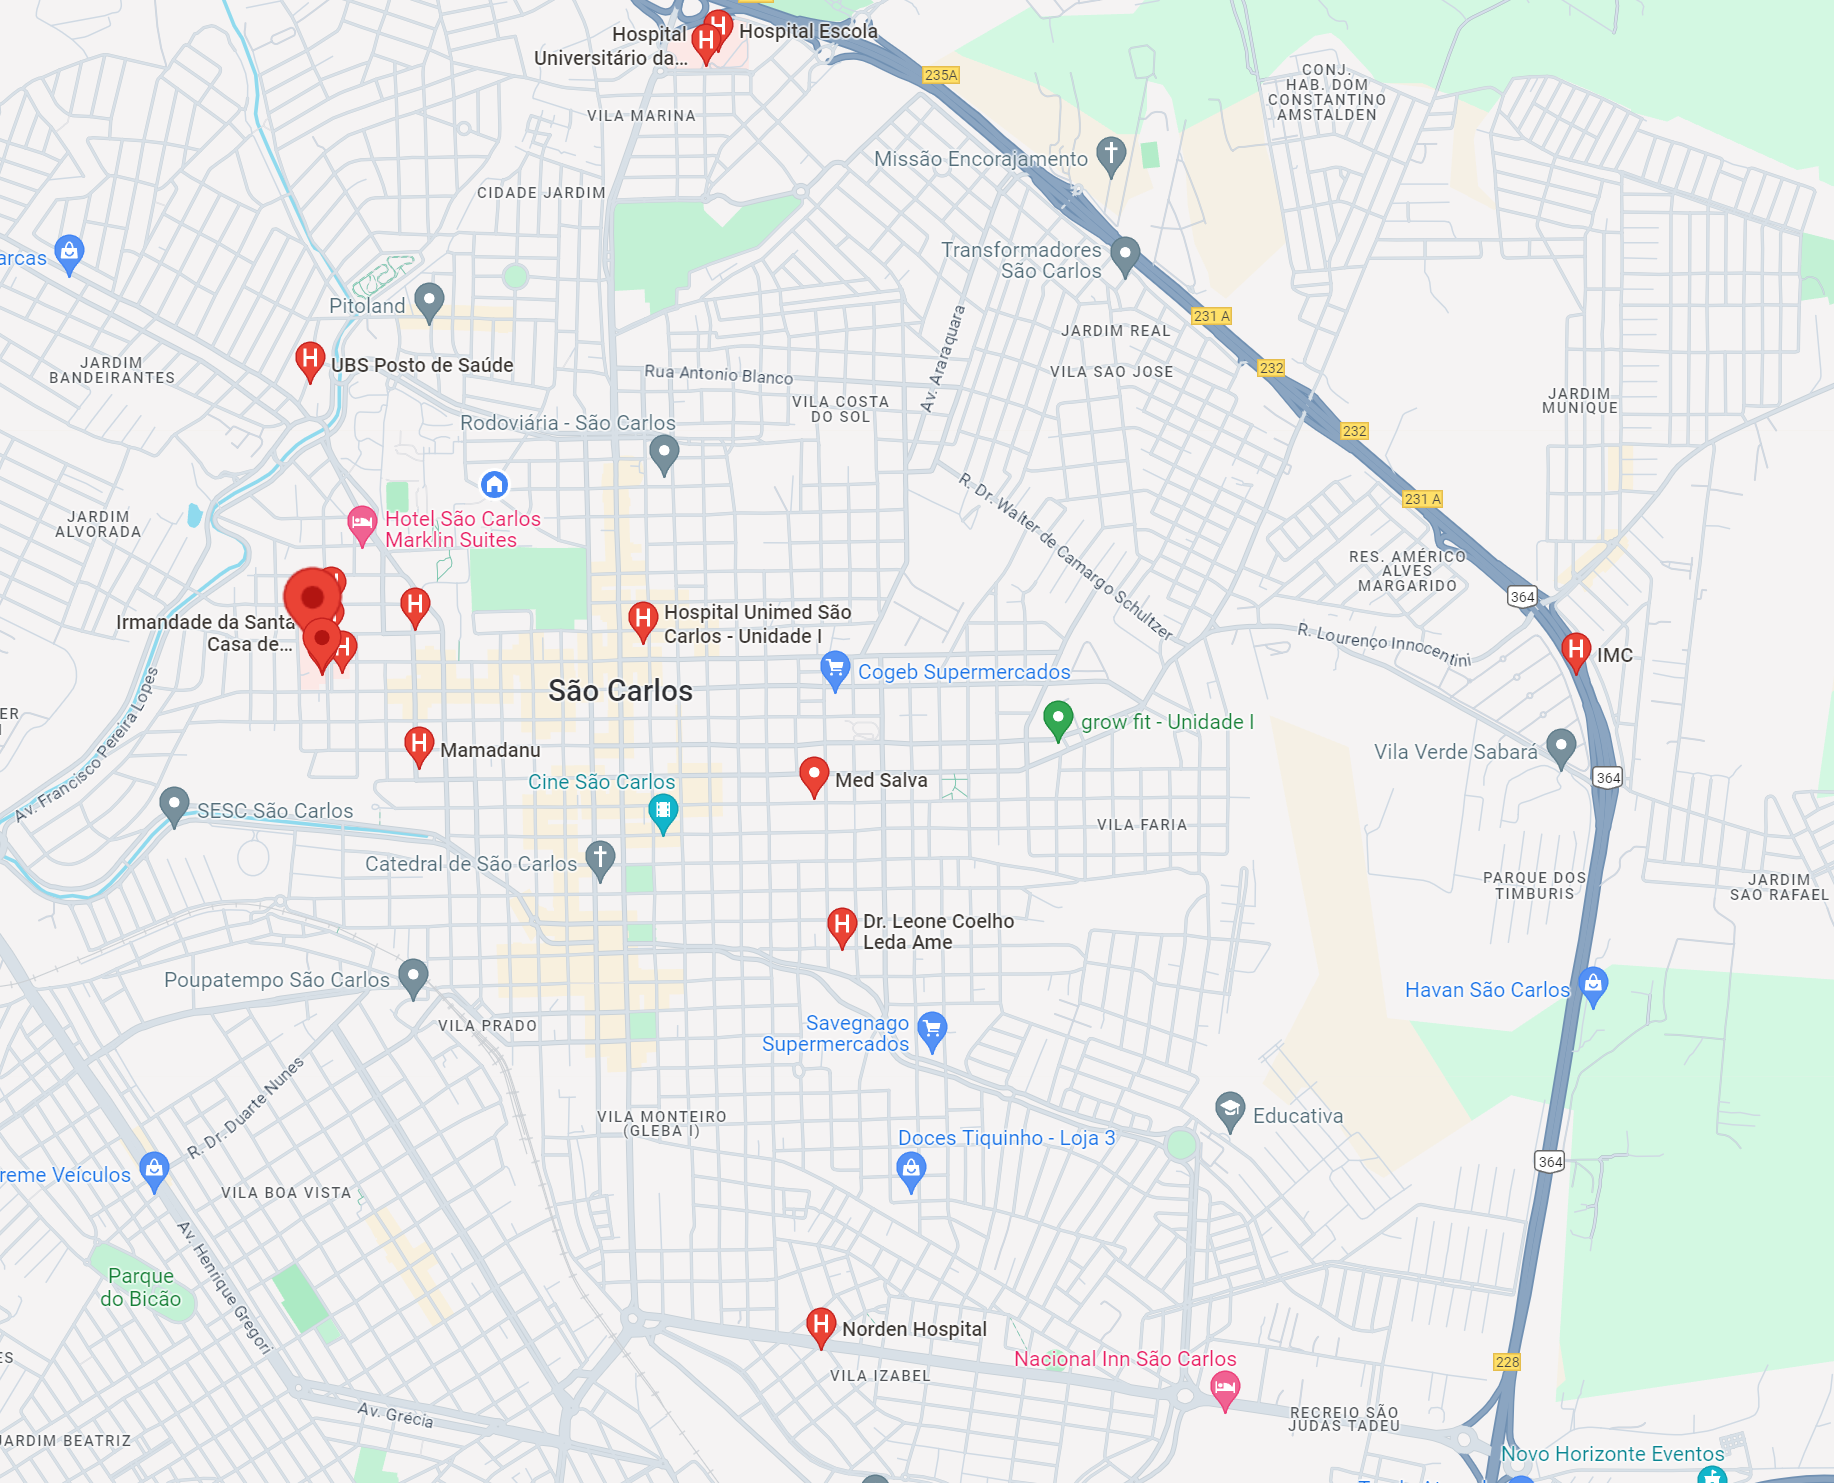 Hospital
Universitário da...
Hospital Escola
235A
CONJ.
HAB. DOM
CONSTANTINO
AMSTALDEN
VILA MARINA
Missão Encorajamento
CIDADE JARDIM
arcas
Transformadores
São Carlos
Pitoland
231 A
JARDIM REAL
Av. Araraquara
JARDIM
BANDEIRANTES
UBS Posto de Saúde
Rua Antonio Blanco
VILA SAO JOSE
232
VILA COSTA
DO SOL
JARDIM
MUNIQUE
Rodoviária - São Carlos
232
R. Dr. Walter de Camargo Schultzer
231 A
JARDIM
ALVORADA
Hotel São Carlos
Marklin Suites
RES. AMÉRICO
ALVES
MARGARIDO
364
Irmandade da Santa
Casa de...
Hospital Unimed São
Carlos - Unidade I
R. Lourenço Innocentini
IMC
Cogeb Supermercados
São Carlos
Av. Francisco Pereira Lopes
ER
grow fit - Unidade I
Mamadanu
Vila Verde Sabará
364
Cine São Carlos
Med Salva
SESC São Carlos
VILA FARIA
Catedral de São Carlos
PARQUE DOS
TIMBURIS
JARDIM
SAO RAFAEL
Dr. Leone Coelho
Leda Ame
Poupatempo São Carlos
Havan São Carlos
VILA PRADO
Savegnago
Supermercados
R. Dr. Duarte Nunes
VILA MONTEIRO
(GLEBA I)
Educativa
Doces Tiquinho - Loja 3
364
reme Veículos
VILA BOA VISTA
Av. Henrique Gregori
Parque
do Bicão
Norden Hospital
ES
Nacional Inn São Carlos
228
VILA IZABEL
Av. Grécia
RECREIO SÃO
JUDAS TADEU
JARDIM BEATRIZ
Novo Horizonte Eventos